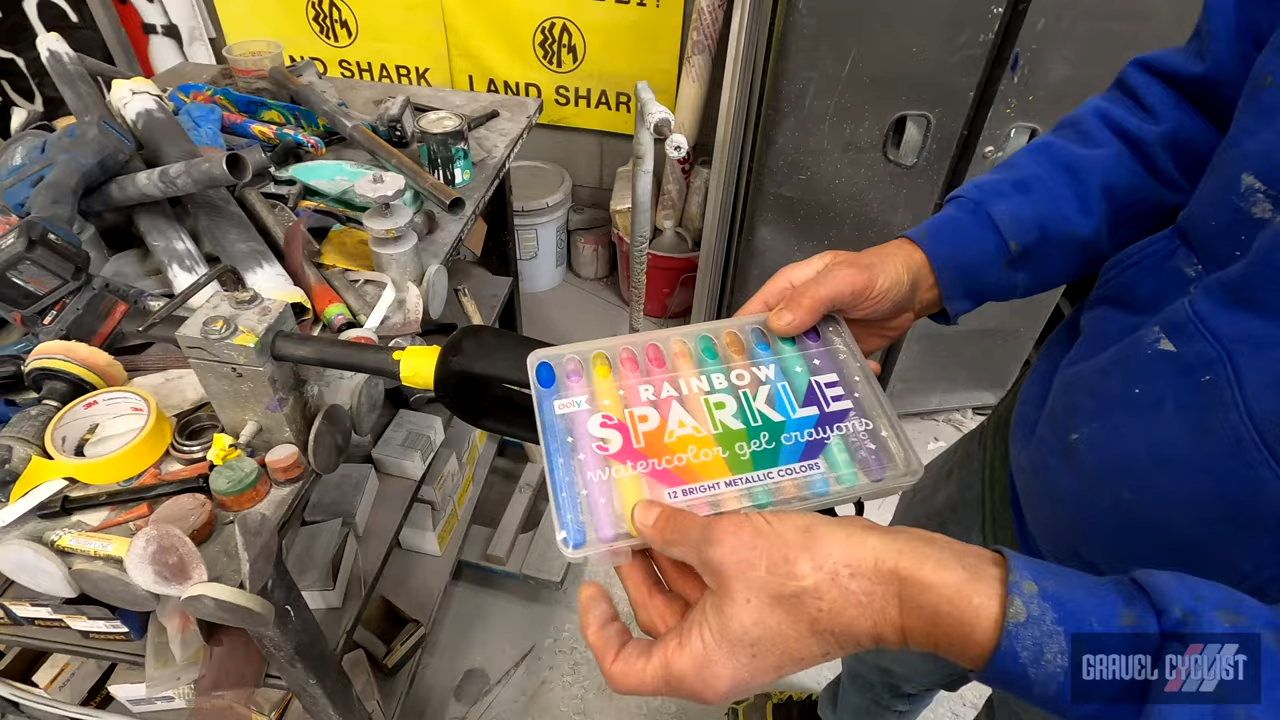 LAND SHARK
LAND SHAR
ooly
RAINBOW
SPARKLE
watercolor gel crayons
12 BRIGHT METALLIC COLORS
3M
GRAVEL CYCLIST